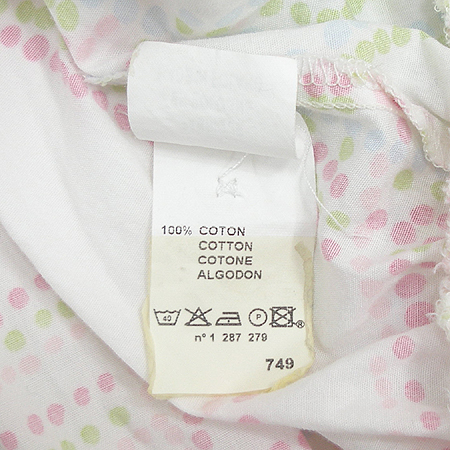 100% COTON
COTTON
COTONE
ALGODON
40 P ®
n° 1 287 279
749